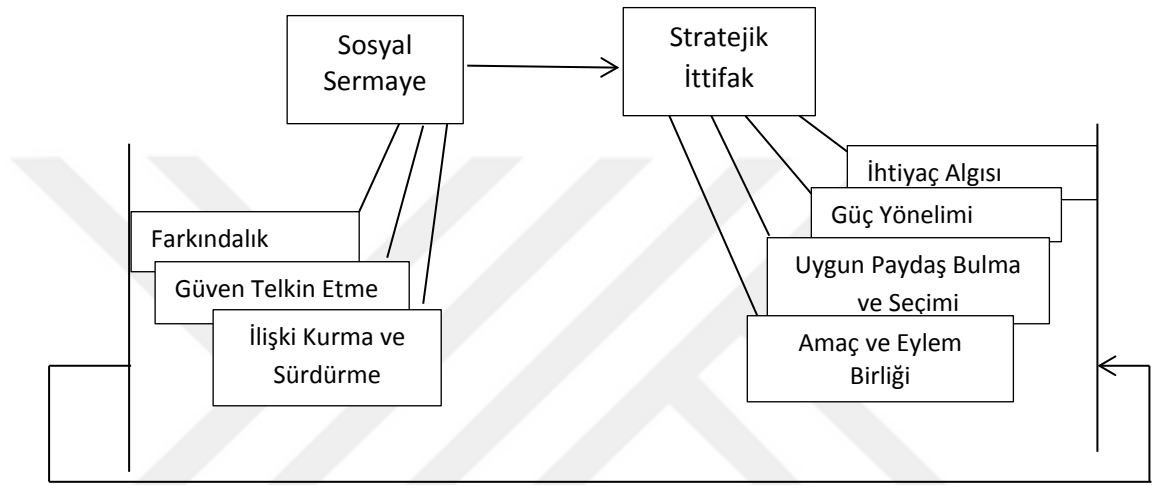 Sosyal
Sermaye
Stratejik
İttifak
Farkındalık
Güven Telkin Etme
İlişki Kurma ve
Sürdürme
İhtiyaç Algısı
Güç Yönelimi
Uygun Paydaş Bulma
ve Seçimi
Amaç ve Eylem
Birliği